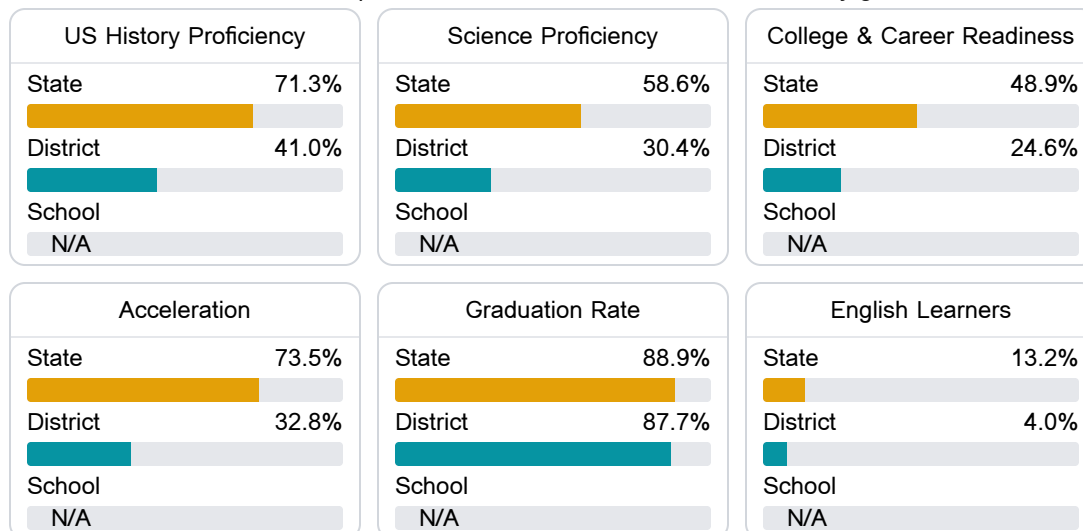 US History Proficiency
State 71.3%
District 41.0%
School
N/A
Science Proficiency
State 58.6%
District 30.4%
School
N/A
College & Career Readiness
State 48.9%
District 24.6%
School
N/A
Acceleration
State 73.5%
District 32.8%
School
N/A
Graduation Rate
State 88.9%
District 87.7%
School
N/A
English Learners
State 13.2%
District 4.0%
School
N/A